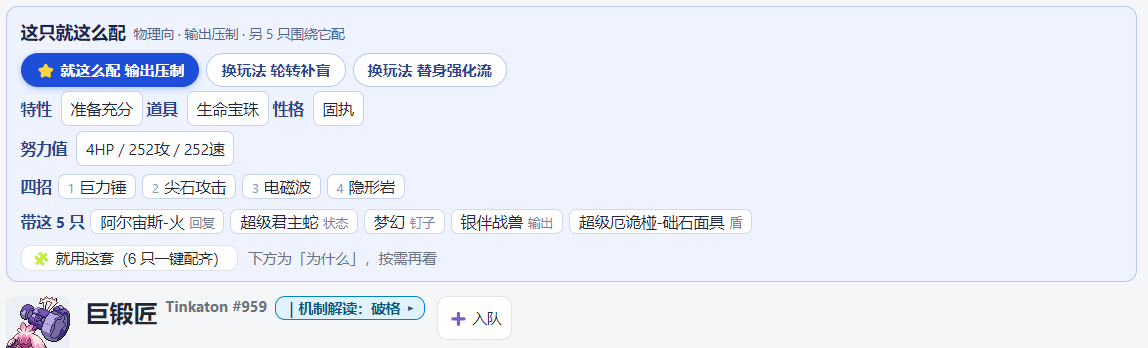 这只就这么配 物理向 · 输出压制 · 另 5 只围绕它配
就这么配 输出压制 换玩法 轮转补盲 换玩法 替身强化流
特性 准备充分 道具 生命宝珠 性格 固执
努力值 4HP / 252攻 / 252速
四招 1 巨力锤 2 尖石攻击 3 电磁波 4 隐形岩
带这 5 只 阿尔宙斯-火 回复 超级君主蛇 状态 梦幻 钉子 银伴战兽 输出 超级厄诡椪-础石面具 盾
就用这套（6 只一键配齐） 下方为「为什么」，按需再看
巨锻匠 Tinkaton #959 | 机制解读：破格 ▸ + 入队